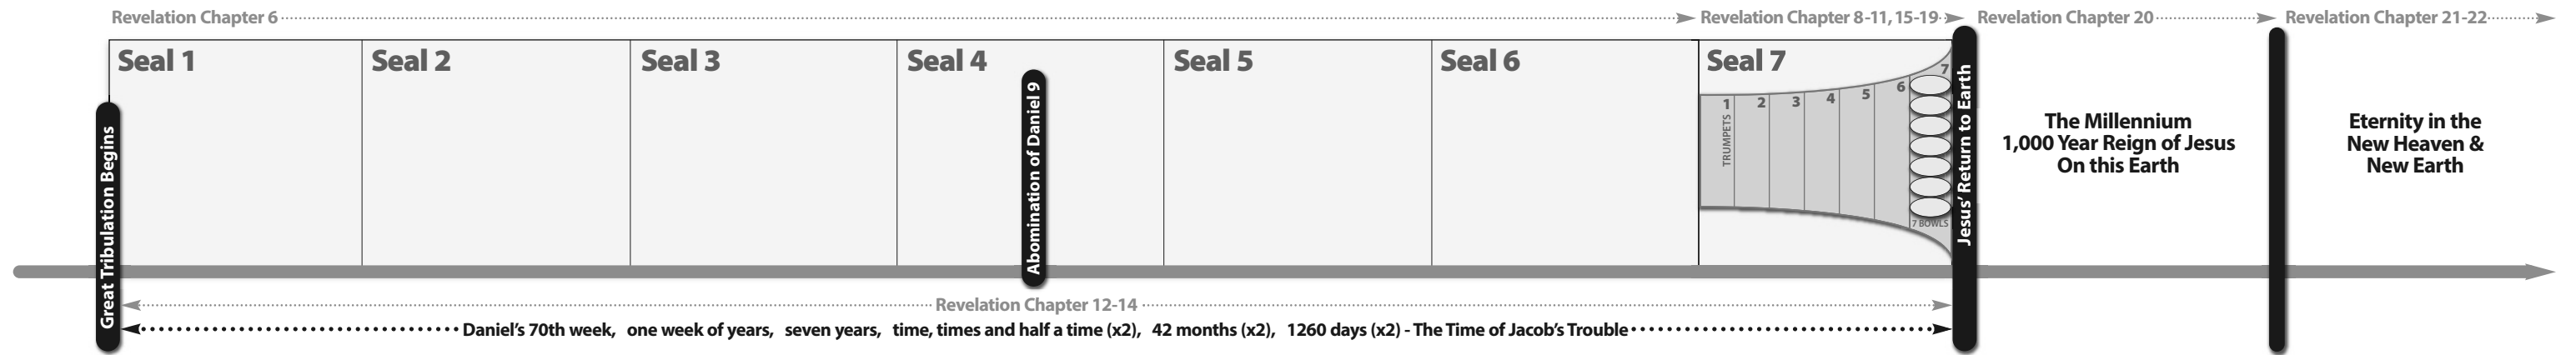 Revelation Chapter 6
Revelation Chapter 8-11, 15-19
Revelation Chapter 20
Revelation Chapter 21-22
Seal 1
Seal 2
Seal 3
Seal 4
Seal 5
Seal 6
Seal 7
Great Tribulation Begins
Abomination of Daniel 9
1
2
3
4
5
6
7
TRUMPETS
7 BOWLS
Jesus' Return to Earth
The Millennium
1,000 Year Reign of Jesus
On this Earth
Eternity in the
New Heaven &
New Earth
Revelation Chapter 12-14
Daniel's 70th week, one week of years, seven years, time, times and half a time (x2), 42 months (x2), 1260 days (x2) - The Time of Jacob's Trouble